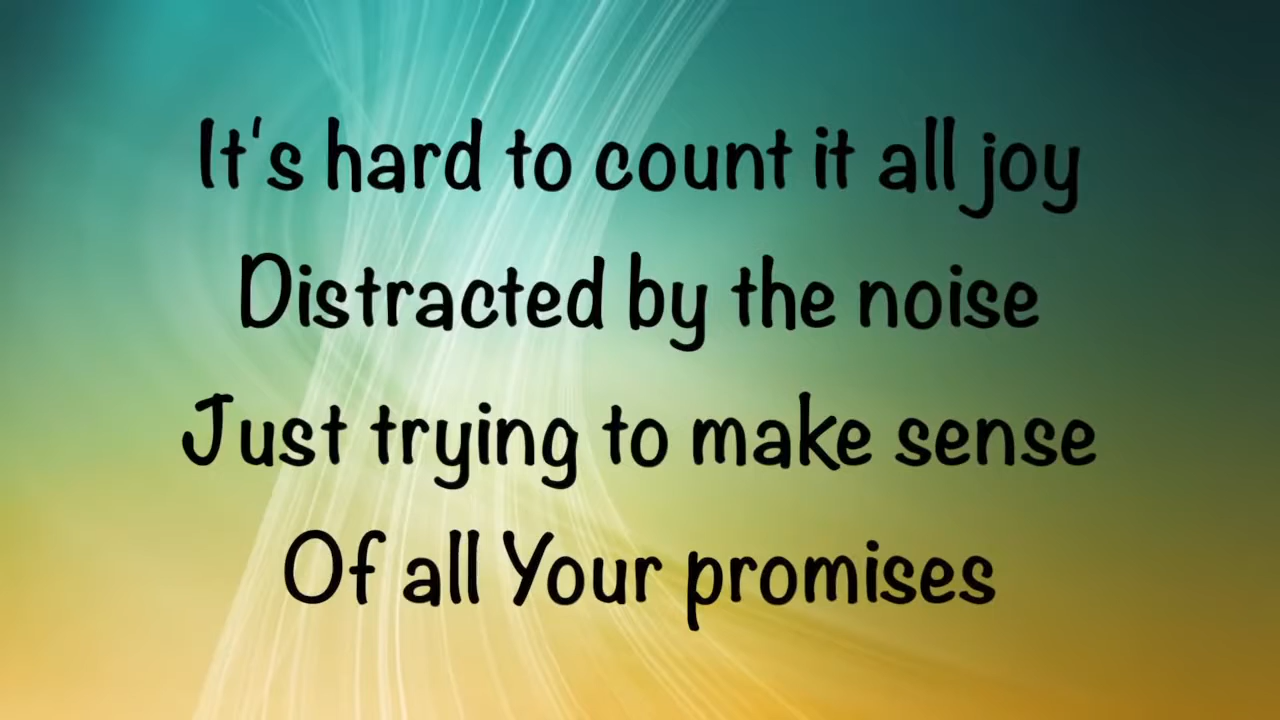 It's hard to count it all joy
Distracted by the noise
Just trying to make sense
Of all Your promises